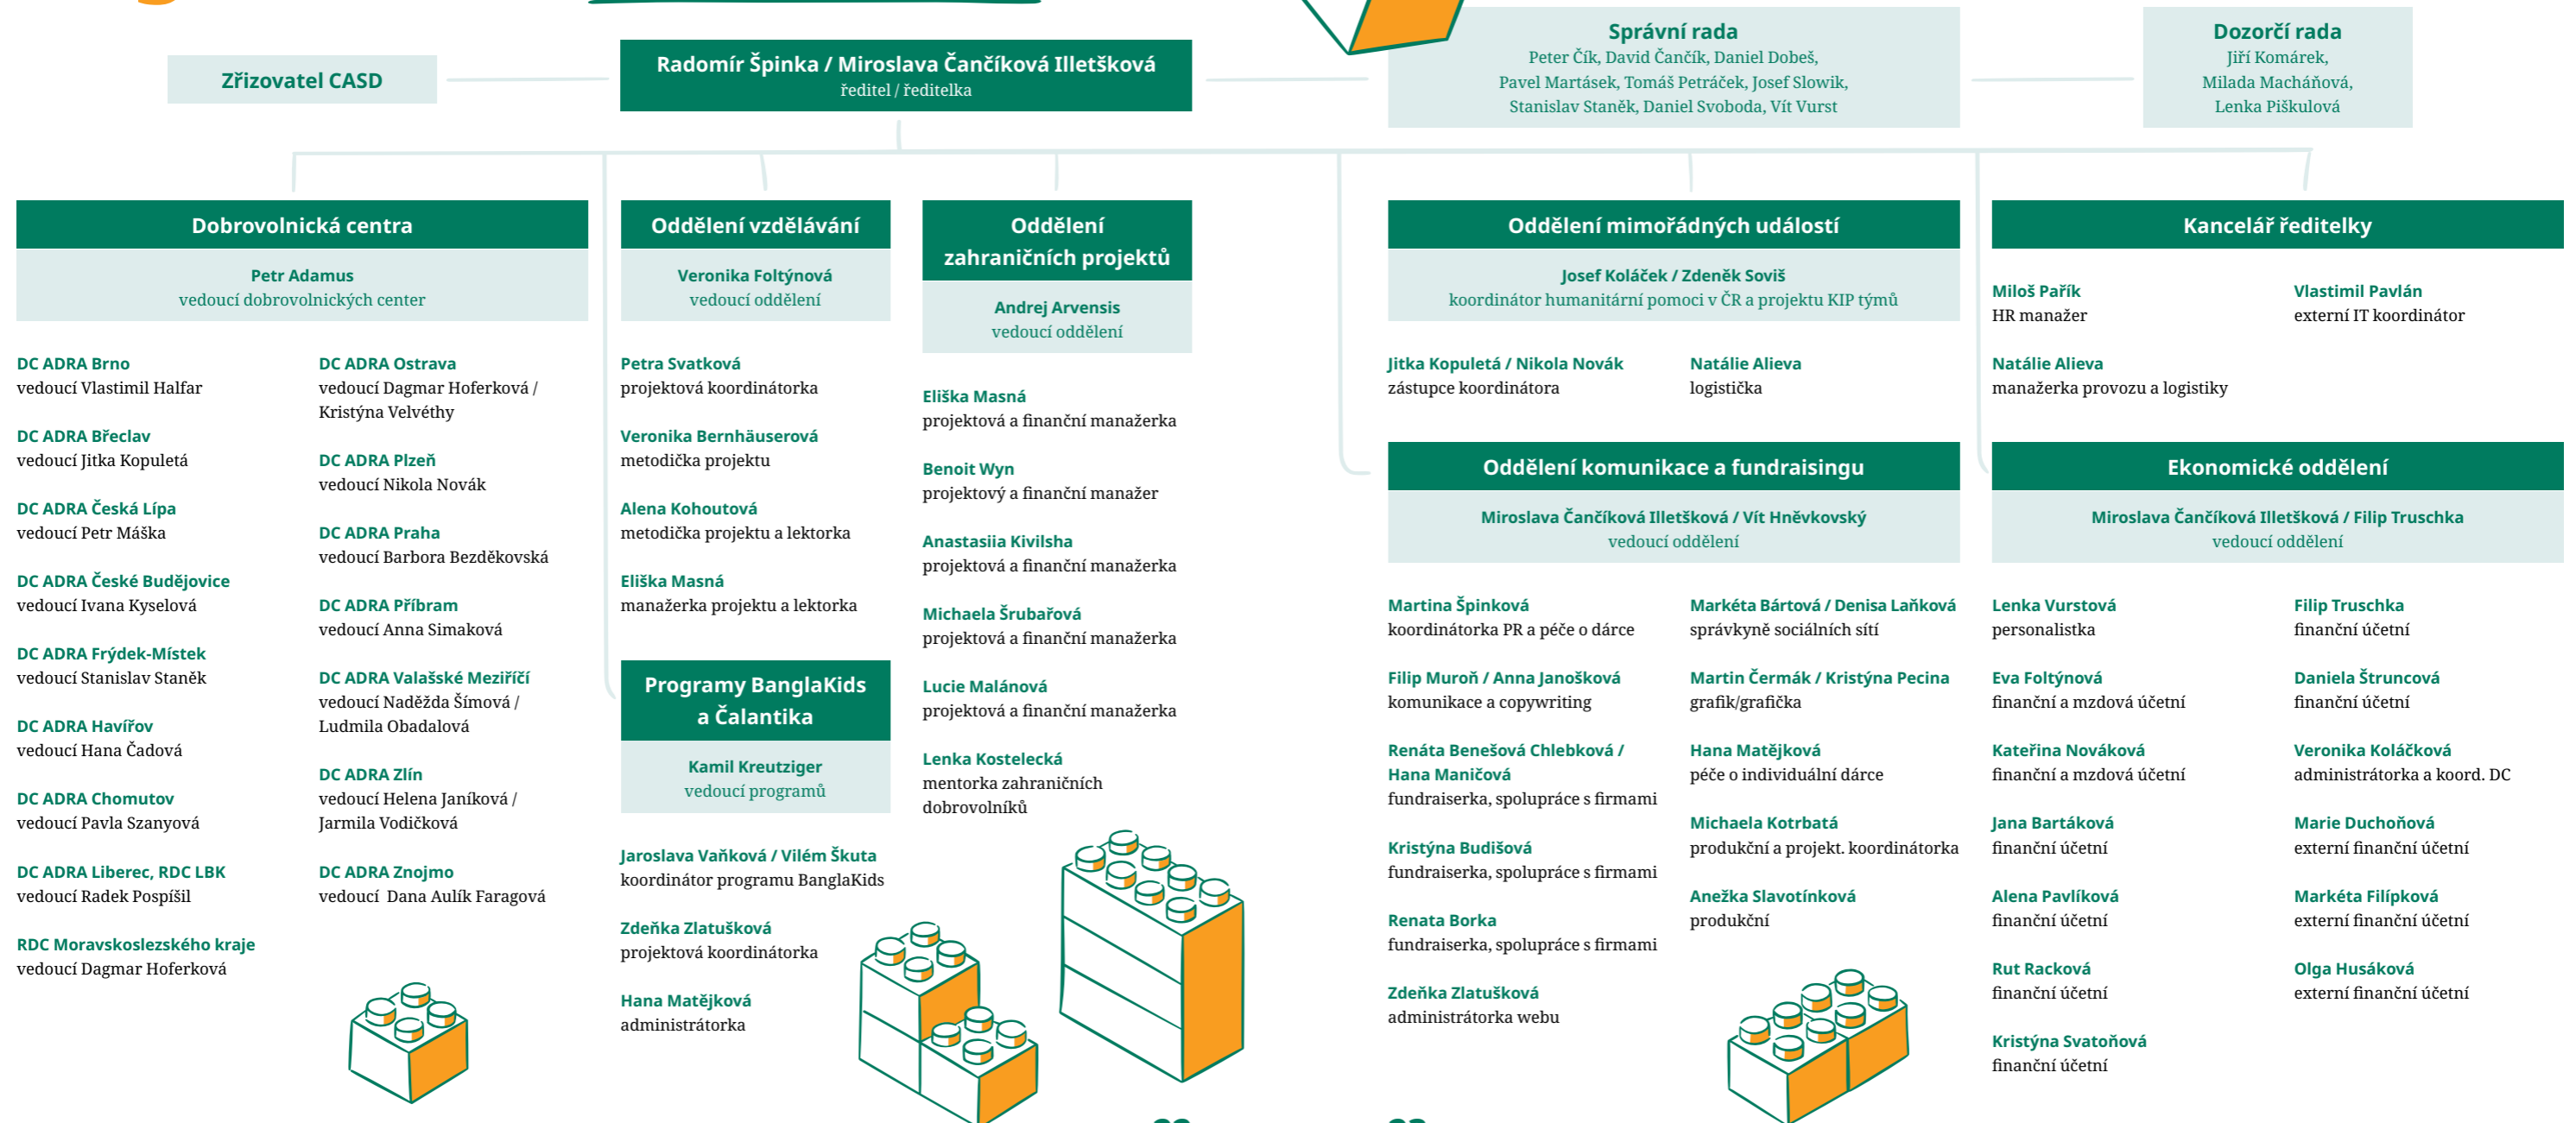 Zřizovatel CASD
Radomír Špinka / Miroslava Čančíková Illetšková
ředitel / ředitelka
Správní rada
Peter Čík, David Čančík, Daniel Dobeš,
Pavel Martásek, Tomáš Petráček, Josef Slowik,
Stanislav Staněk, Daniel Svoboda, Vít Vurst
Dozorčí rada
Jiří Komárek,
Milada Macháňová,
Lenka Piškulová
Dobrovolnická centra
Petr Adamus
vedoucí dobrovolnických center
DC ADRA Brno
vedoucí Vlastimil Halfar
DC ADRA Břeclav
vedoucí Jitka Kopuletá
DC ADRA Česká Lípa
vedoucí Petr Máška
DC ADRA České Budějovice
vedoucí Ivana Kyselová
DC ADRA Frýdek-Místek
vedoucí Stanislav Staněk
DC ADRA Havířov
vedoucí Hana Čadová
DC ADRA Chomutov
vedoucí Pavla Szanyová
DC ADRA Liberec, RDC LBK
vedoucí Radek Pospíšil
RDC Moravskoslezského kraje
vedoucí Dagmar Hoferková
DC ADRA Ostrava
vedoucí Dagmar Hoferková /
Kristýna Velvéthy
DC ADRA Plzeň
vedoucí Nikola Novák
DC ADRA Praha
vedoucí Barbora Bezděkovská
DC ADRA Příbram
vedoucí Anna Simaková
DC ADRA Valašské Meziříčí
vedoucí Naděžda Šímová /
Ludmila Obadalová
DC ADRA Zlín
vedoucí Helena Janíková /
Jarmila Vodičková
DC ADRA Znojmo
vedoucí  Dana Aulík Faragová
Oddělení vzdělávání
Veronika Foltýnová
vedoucí oddělení
Petra Svatková
projektová koordinátorka
Veronika Bernhäuserová
metodička projektu
Alena Kohoutová
metodička projektu a lektorka
Eliška Masná
manažerka projektu a lektorka
Programy BanglaKids
a Čalantika
Kamil Kreutziger
vedoucí programů
Jaroslava Vaňková / Vilém Škuta
koordinátor programu BanglaKids
Zdeňka Zlatušková
projektová koordinátorka
Hana Matějková
administrátorka
Oddělení
zahraničních projektů
Andrej Arvensis
vedoucí oddělení
Eliška Masná
projektová a finanční manažerka
Benoit Wyn
projektový a finanční manažer
Anastasiia Kivilsha
projektová a finanční manažerka
Michaela Šrubařová
projektová a finanční manažerka
Lucie Malánová
projektová a finanční manažerka
Lenka Kostelecká
mentorka zahraničních
dobrovolníků
Oddělení mimořádných událostí
Josef Koláček / Zdeněk Soviš
koordinátor humanitární pomoci v ČR a projektu KIP týmů
Jitka Kopuletá / Nikola Novák
zástupce koordinátora
Natálie Alieva
logistička
Oddělení komunikace a fundraisingu
Miroslava Čančíková Illetšková / Vít Hněvkovský
vedoucí oddělení
Martina Špinková
koordinátorka PR a péče o dárce
Filip Muroň / Anna Janošková
komunikace a copywriting
Renáta Benešová Chlebková /
Hana Maničová
fundraiserka, spolupráce s firmami
Kristýna Budišová
fundraiserka, spolupráce s firmami
Renata Borka
fundraiserka, spolupráce s firmami
Zdeňka Zlatušková
administrátorka webu
Markéta Bártová / Denisa Laňková
správkyně sociálních sítí
Martin Čermák / Kristýna Pecina
grafik/grafička
Hana Matějková
péče o individuální dárce
Michaela Kotrbatá
produkční a projekt. koordinátorka
Anežka Slavotínková
produkční
Kancelář ředitelky
Miloš Pařík
HR manažer
Vlastimil Pavlán
externí IT koordinátor
Natálie Alieva
manažerka provozu a logistiky
Ekonomické oddělení
Miroslava Čančíková Illetšková / Filip Truschka
vedoucí oddělení
Lenka Vurstová
personalistka
Eva Foltýnová
finanční a mzdová účetní
Kateřina Nováková
finanční a mzdová účetní
Jana Bartáková
finanční účetní
Alena Pavlíková
finanční účetní
Rut Racková
finanční účetní
Kristýna Svatoňová
finanční účetní
Filip Truschka
finanční účetní
Daniela Štruncová
finanční účetní
Veronika Koláčková
administrátorka a koord. DC
Marie Duchoňová
externí finanční účetní
Markéta Filípková
externí finanční účetní
Olga Husáková
externí finanční účetní